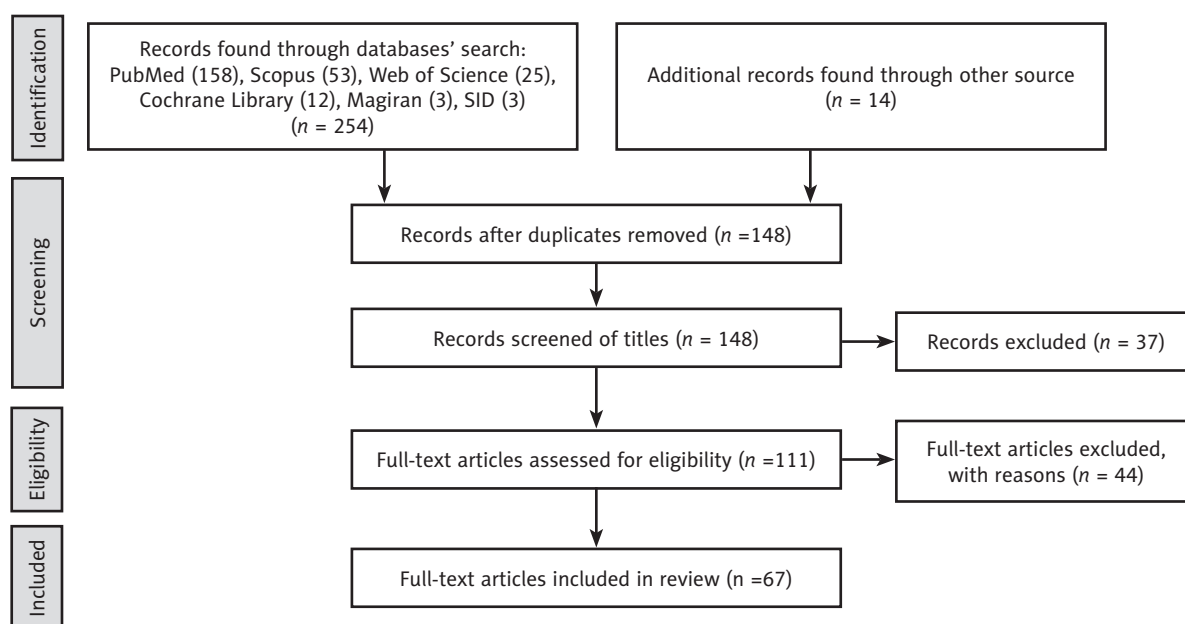 Identification
Records found through databases’ search:
PubMed (158), Scopus (53), Web of Science (25),
Cochrane Library (12), Magiran (3), SID (3)
(n = 254)
Additional records found through other source
(n = 14)
Screening
Records after duplicates removed (n =148)
Records screened of titles (n = 148)
Records excluded (n = 37)
Eligibility
Full-text articles assessed for eligibility (n =111)
Full-text articles excluded,
with reasons (n = 44)
Included
Full-text articles included in review (n =67)